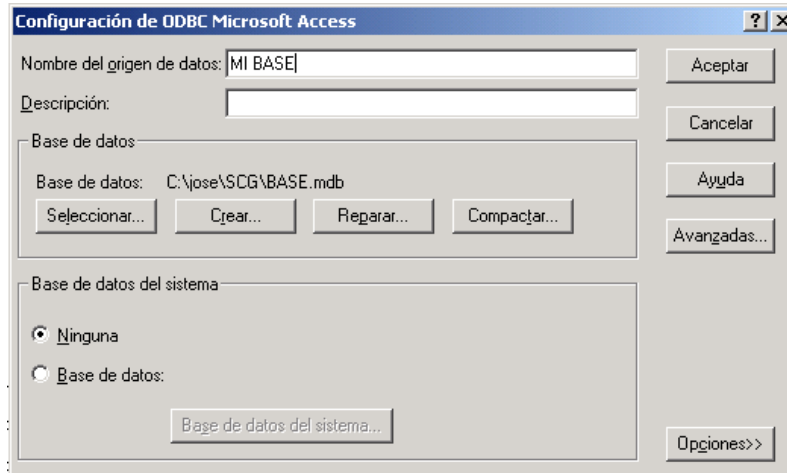 Configuración de ODBC Microsoft Access
Nombre del origen de datos: MI BASE
Aceptar
Descripción:
Cancelar
Base de datos
Base de datos: C:\jose\SCG\BASE.mdb
Ayuda
Seleccionar... Crear... Reparar... Compactar...
Avanzadas...
Base de datos del sistema
Ninguna
Base de datos:
Base de datos del sistema...
Opciones>>